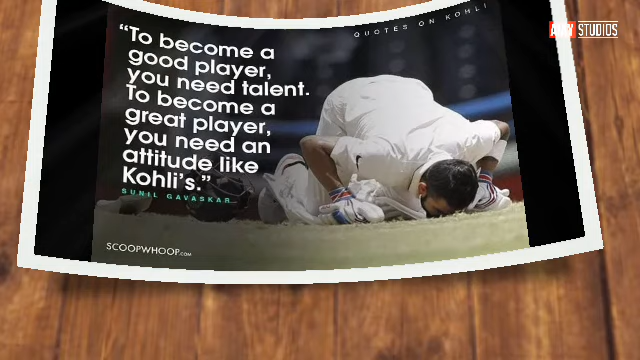 QUOTES ON KOHLI
STUDIOS
“To become a
good player,
you need talent.
To become a
great player,
you need an
attitude like
Kohli’s.”
SUNIL GAVASKAR
SCOOPWHOOP.COM